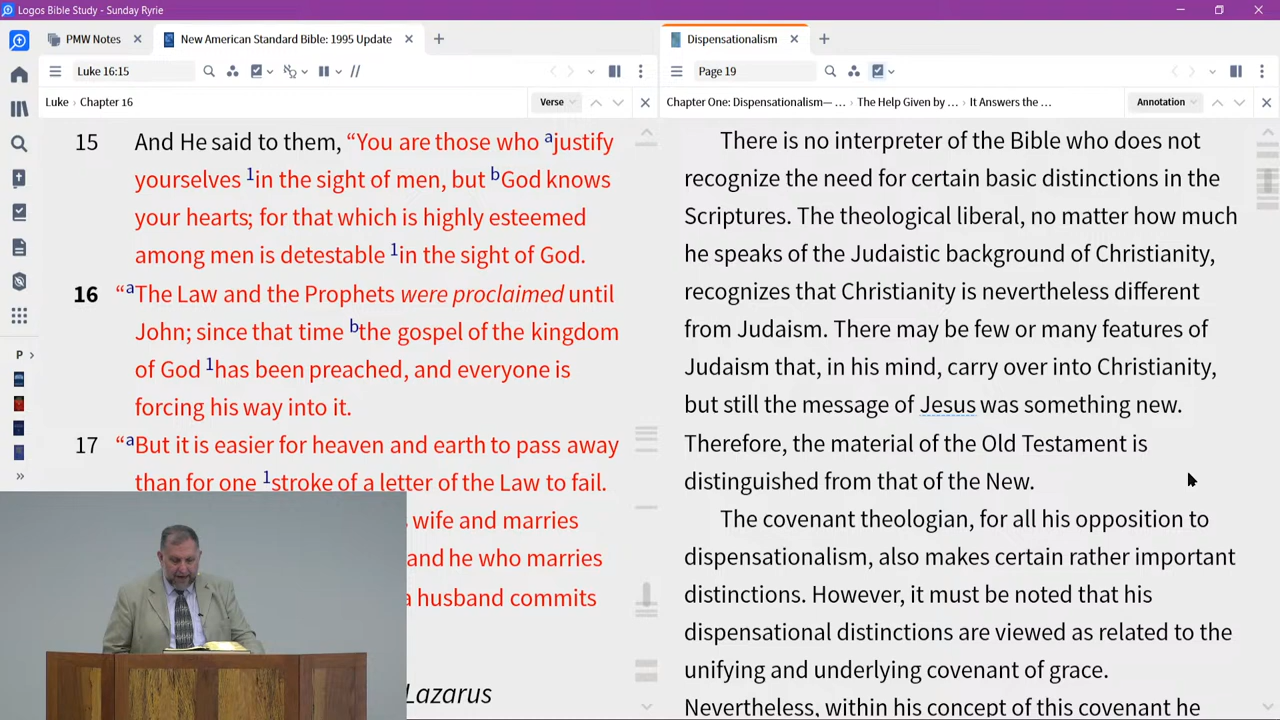 Logos Bible Study - Sunday Ryrie
PMW Notes
New American Standard Bible: 1995 Update
Luke 16:15
Luke › Chapter 16
Verse
15 And He said to them, “You are those who ajustify
yourselves 1in the sight of men, but bGod knows
your hearts; for that which is highly esteemed
among men is detestable 1in the sight of God.
16 “aThe Law and the Prophets were proclaimed until
John; since that time bthe gospel of the kingdom
of God 1has been preached, and everyone is
forcing his way into it.
17 “aBut it is easier for heaven and earth to pass away
than for one 1stroke of a letter of the Law to fail.
wife and marries
and he who marries
a husband commits
Lazarus
P
Dispensationalism
Page 19
Chapter One: Dispensationalism— ... › The Help Given by ... › It Answers the ...
Annotation
There is no interpreter of the Bible who does not
recognize the need for certain basic distinctions in the
Scriptures. The theological liberal, no matter how much
he speaks of the Judaistic background of Christianity,
recognizes that Christianity is nevertheless different
from Judaism. There may be few or many features of
Judaism that, in his mind, carry over into Christianity,
but still the message of Jesus was something new.
Therefore, the material of the Old Testament is
distinguished from that of the New.
The covenant theologian, for all his opposition to
dispensationalism, also makes certain rather important
distinctions. However, it must be noted that his
dispensational distinctions are viewed as related to the
unifying and underlying covenant of grace.
Nevertheless, within his concept of this covenant he